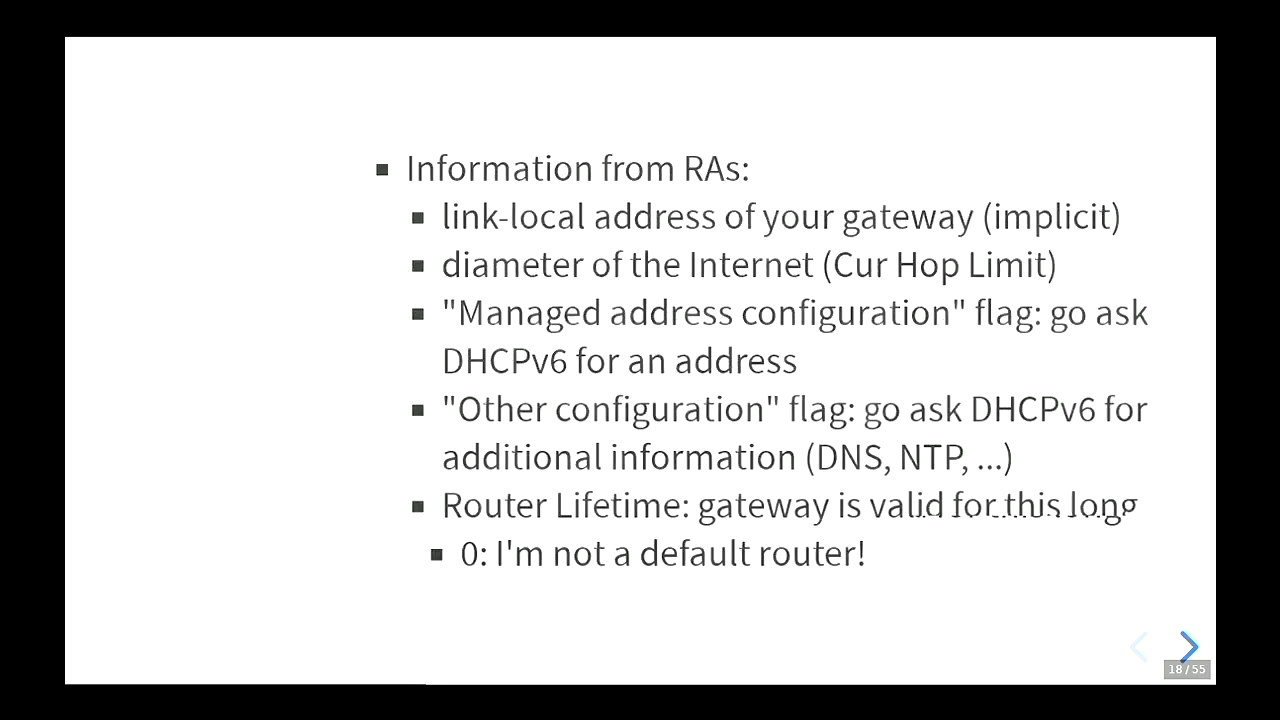 Information from RAs:
link-local address of your gateway (implicit)
diameter of the Internet (Cur Hop Limit)
"Managed address configuration" flag: go ask
DHCPv6 for an address
"Other configuration" flag: go ask DHCPv6 for
additional information (DNS, NTP, ...)
Router Lifetime: gateway is valid for this long
0: I'm not a default router!
18 / 55